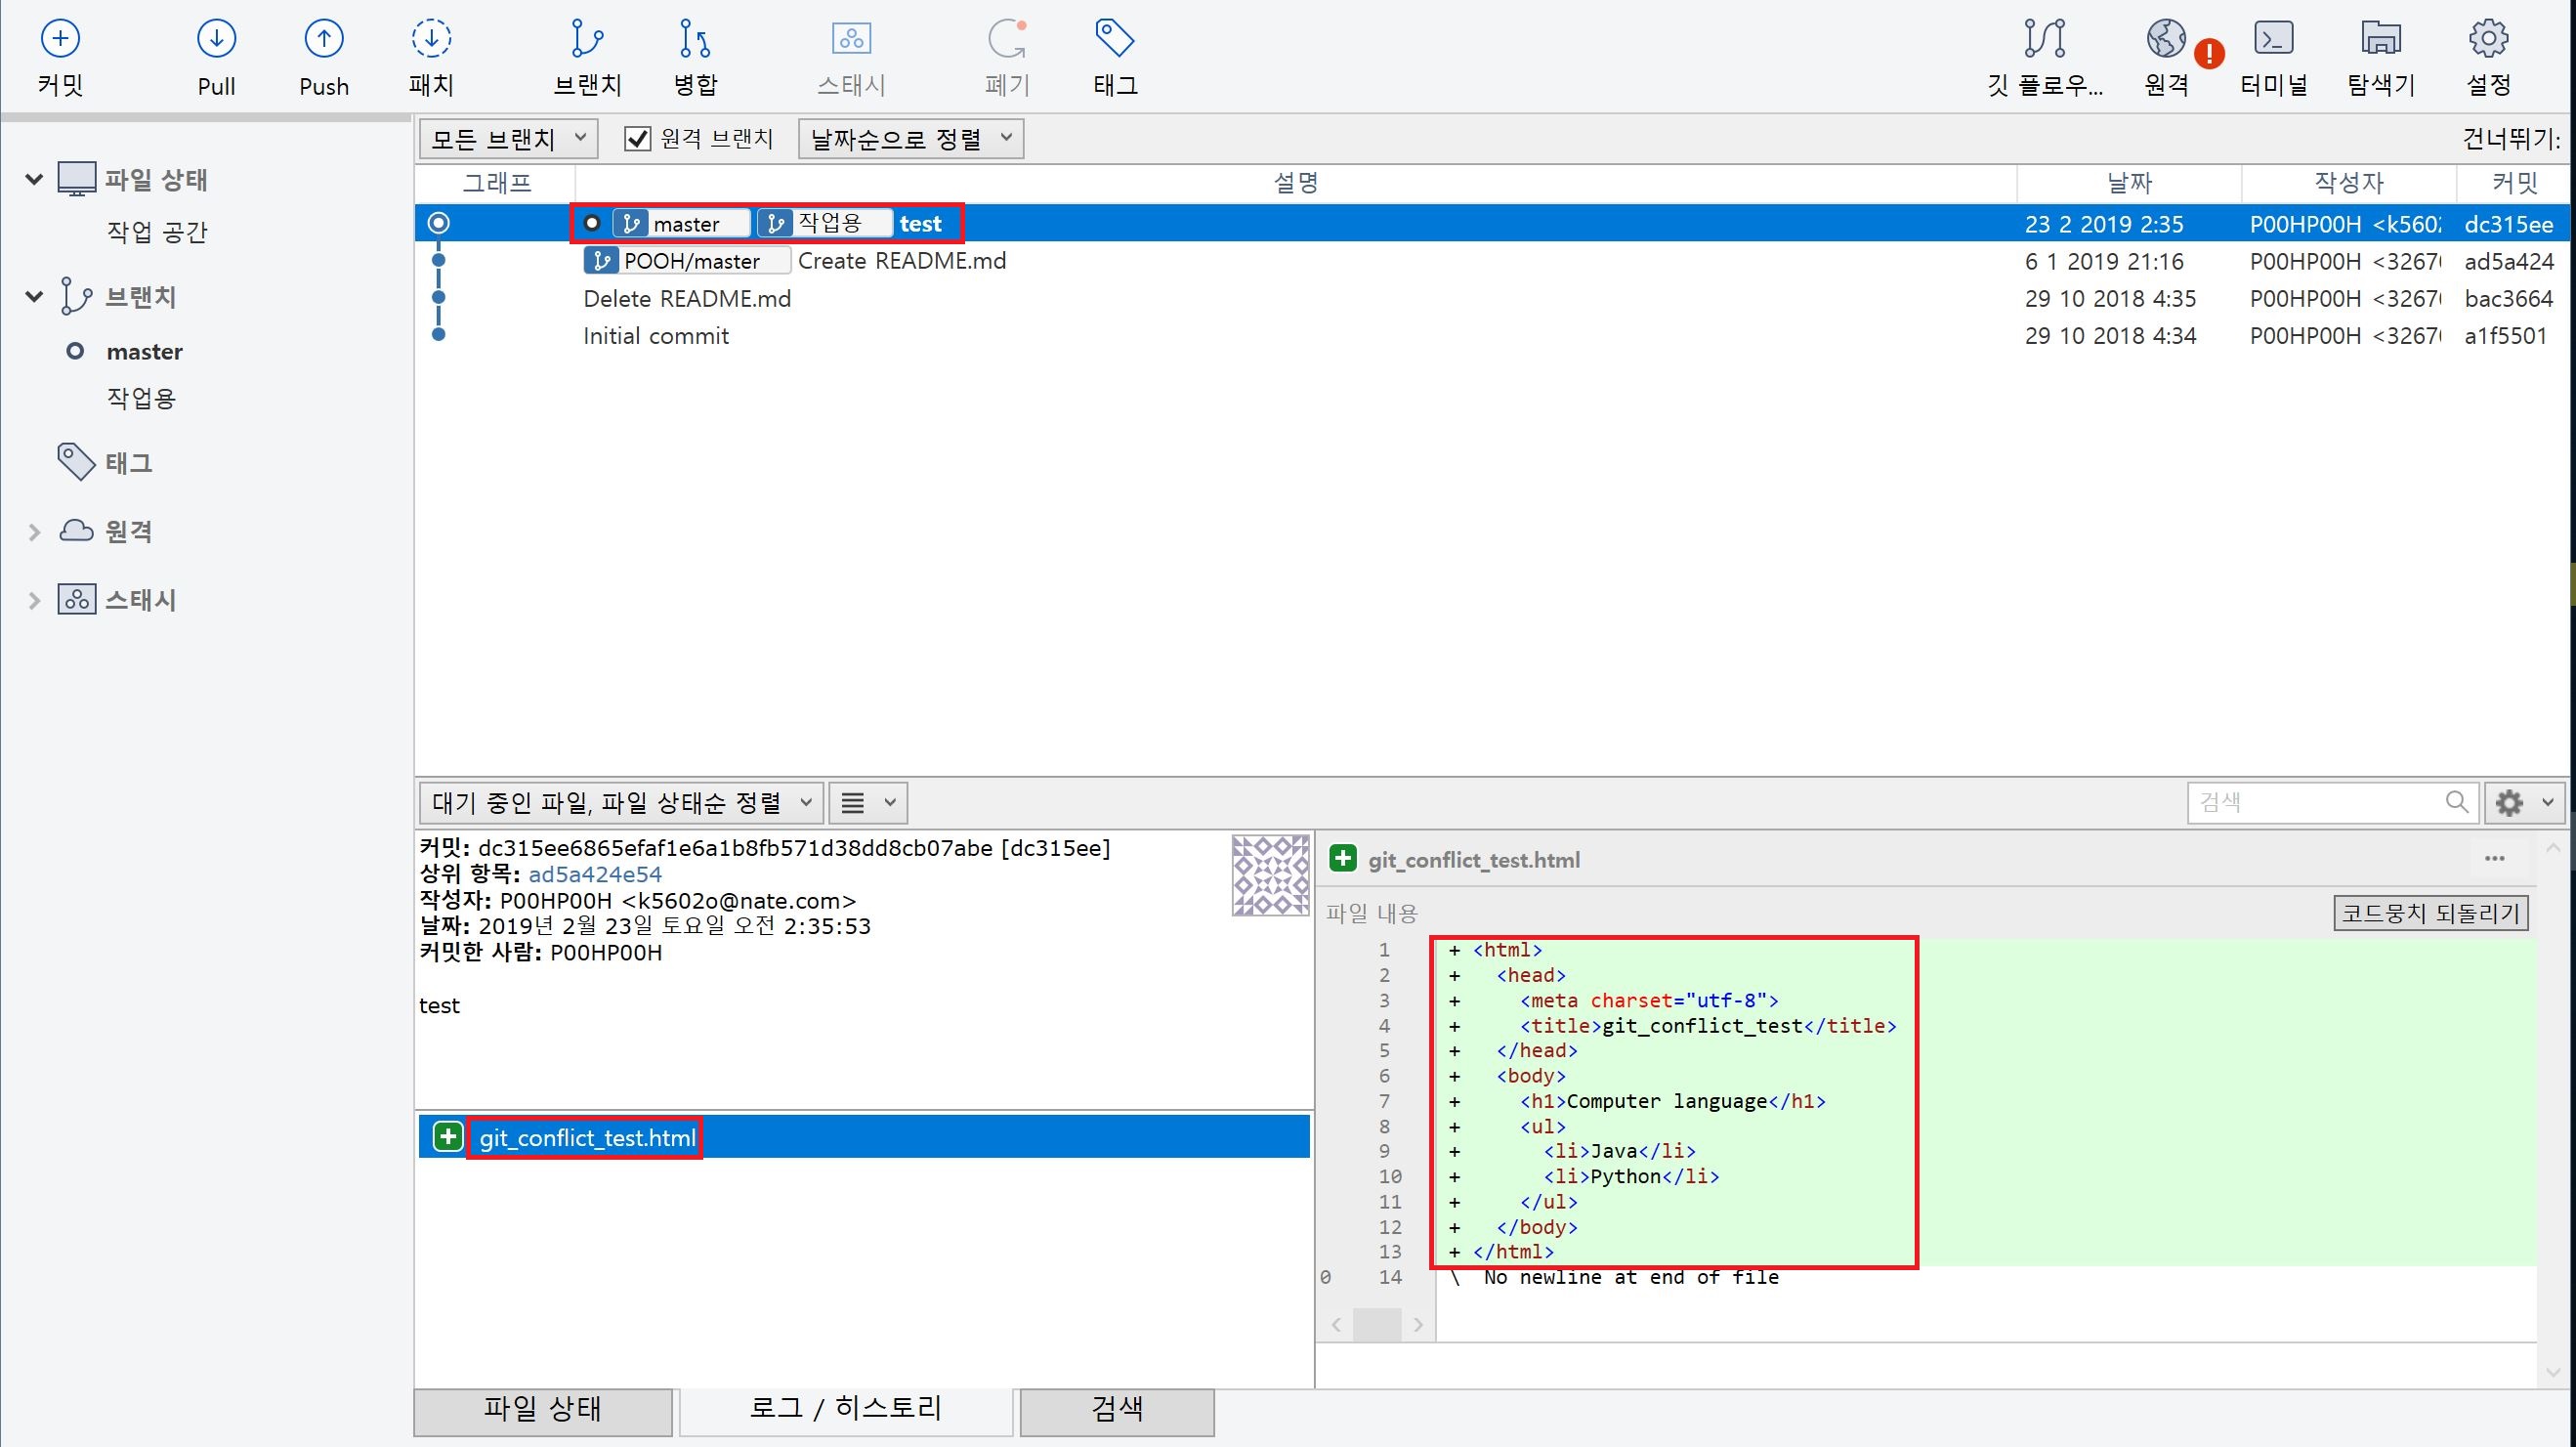 커밋 Pull Push 패치 브랜치 병합 스태시 폐기 태그 깃 플로우... 원격 ! 터미널 탐색기 설정
모든 브랜치 원격 브랜치 날짜순으로 정렬 건너뛰기:
파일 상태
작업 공간
브랜치
master
작업용
태그
원격
스태시
그래프 설명 날짜 작성자 커밋
master 작업용 test 23 2 2019 2:35 P00HP00H <k560 dc315ee
POOH/master Create README.md 6 1 2019 21:16 P00HP00H <3267 ad5a424
Delete README.md 29 10 2018 4:35 P00HP00H <3267 bac3664
Initial commit 29 10 2018 4:34 P00HP00H <3267 a1f5501
대기 중인 파일, 파일 상태순 정렬 검색
커밋: dc315ee6865efaf1e6a1b8fb571d38dd8cb07abe [dc315ee]
상위 항목: ad5a424e54
작성자: P00HP00H <k5602o@nate.com>
날짜: 2019년 2월 23일 토요일 오전 2:35:53
커밋한 사람: P00HP00H
test
git_conflict_test.html
git_conflict_test.html ...
파일 내용 코드뭉치 되돌리기
1 + <html>
2 + <head>
3 + <meta charset="utf-8">
4 + <title>git_conflict_test</title>
5 + </head>
6 + <body>
7 + <h1>Computer language</h1>
8 + <ul>
9 + <li>Java</li>
10 + <li>Python</li>
11 + </ul>
12 + </body>
13 + </html>
0 14 \ No newline at end of file
파일 상태 로그 / 히스토리 검색